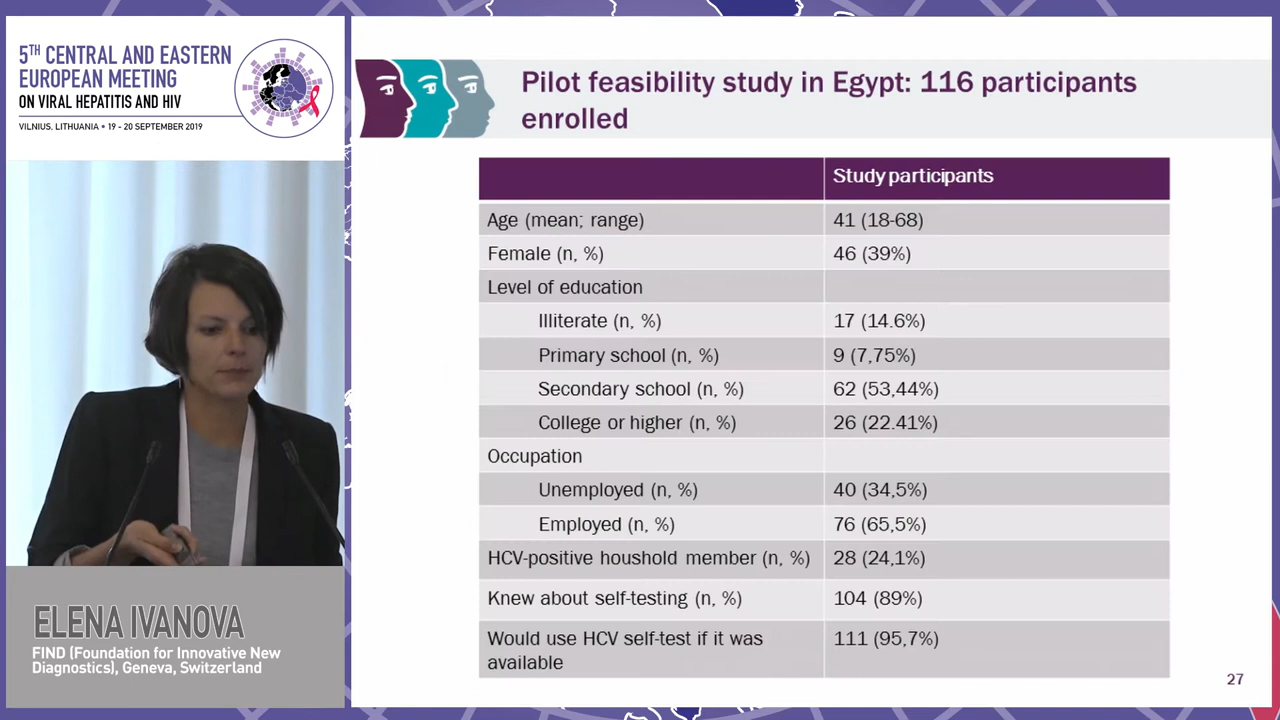 5TH CENTRAL AND EASTERN
EUROPEAN MEETING
ON VIRAL HEPATITIS AND HIV
VILNIUS, LITHUANIA • 19 - 20 SEPTEMBER 2019
Pilot feasibility study in Egypt: 116 participants
enrolled
Study participants
Age (mean; range) 41 (18-68)
Female (n, %) 46 (39%)
Level of education
Illiterate (n, %) 17 (14.6%)
Primary school (n, %) 9 (7,75%)
Secondary school (n, %) 62 (53,44%)
College or higher (n, %) 26 (22.41%)
Occupation
Unemployed (n, %) 40 (34,5%)
Employed (n, %) 76 (65,5%)
HCV-positive houshold member (n, %) 28 (24,1%)
Knew about self-testing (n, %) 104 (89%)
Would use HCV self-test if it was
available 111 (95,7%)
27
ELENA IVANOVA
FIND (Foundation for Innovative New
Diagnostics), Geneva, Switzerland